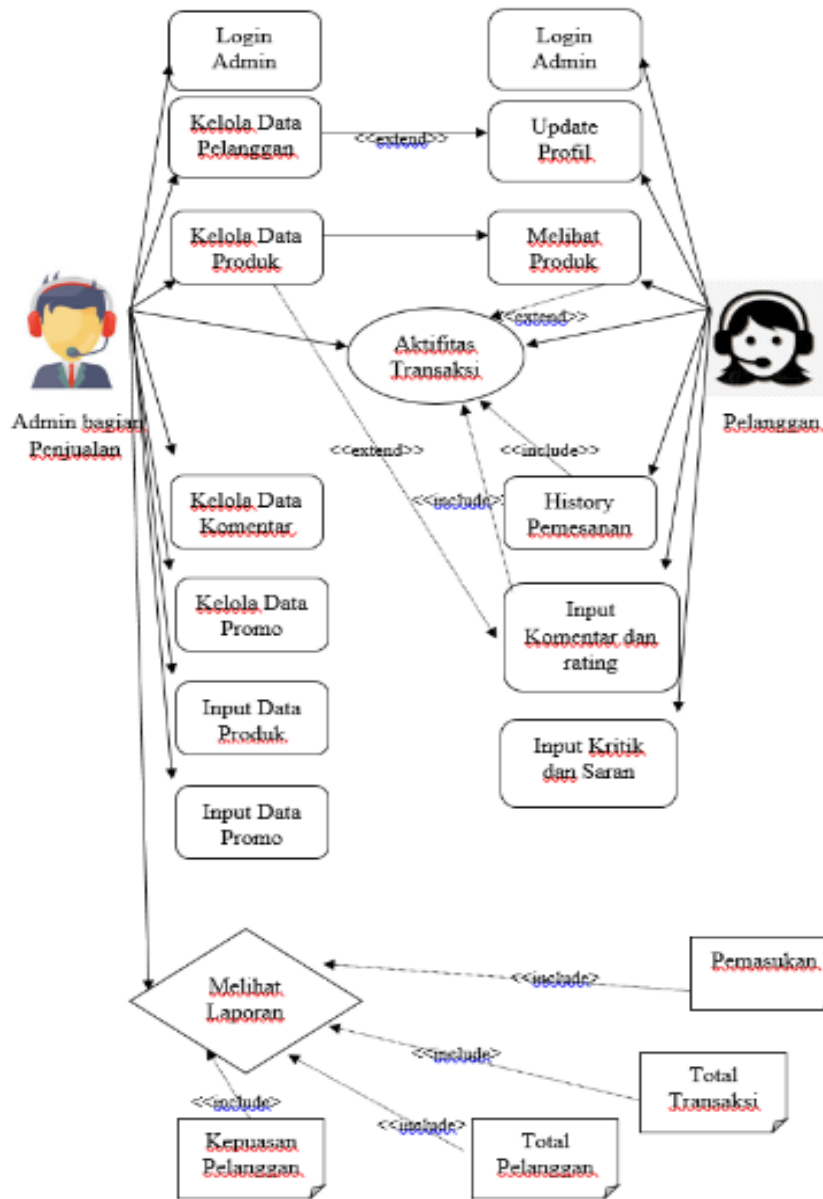 Login
Admin
Login
Admin
Kelola Data
Pelanggan
<<extend>>
Update
Profil
Kelola Data
Produk
Melihat
Produk
<<extend>>
Aktifitas
Transaksi
Admin bagian
Penjualan
Pelanggan
<<extend>>
<<include>>
<<include>>
Kelola Data
Komentar
History
Pemesanan
Kelola Data
Promo
Input
Komentar dan
rating
Input Data
Produk
Input Kritik
dan Saran
Input Data
Promo
Melihat
Laporan
<<include>
Pemasukan
<<include>
Total
Transaksi
<<include>
<<include>
Kepuasan
Pelanggan
Total
Pelanggan